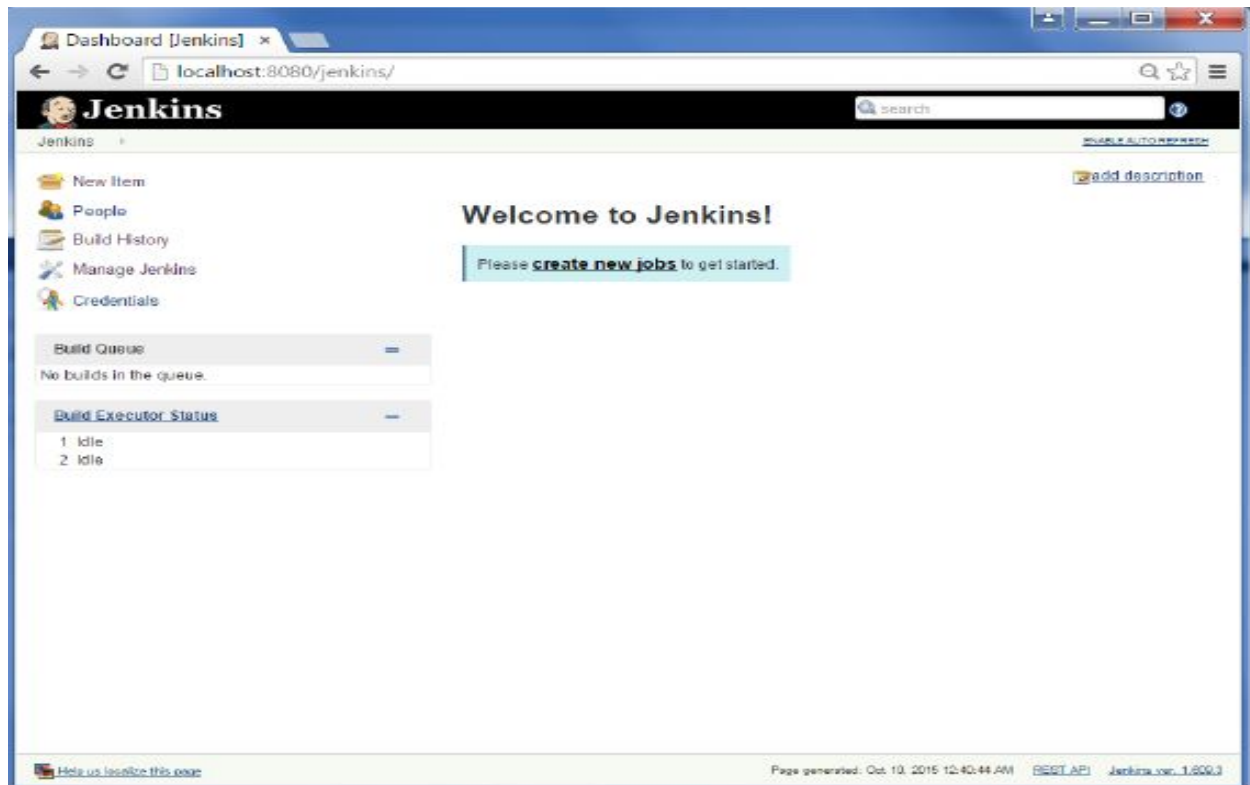 Dashboard [Jenkins]
localhost:8080/jenkins/
Jenkins
search
Jenkins
ENABLE AUTO REFRESH
New Item
People
Build History
Manage Jenkins
Credentials
add description
Welcome to Jenkins!
Please create new jobs to get started.
Build Queue
No builds in the queue.
Build Executor Status
1 Idle
2 Idle
Help us localize this page
Page generated: Oct 2015 12:40:44 AM REST API Jenkins ver. 1.609.3